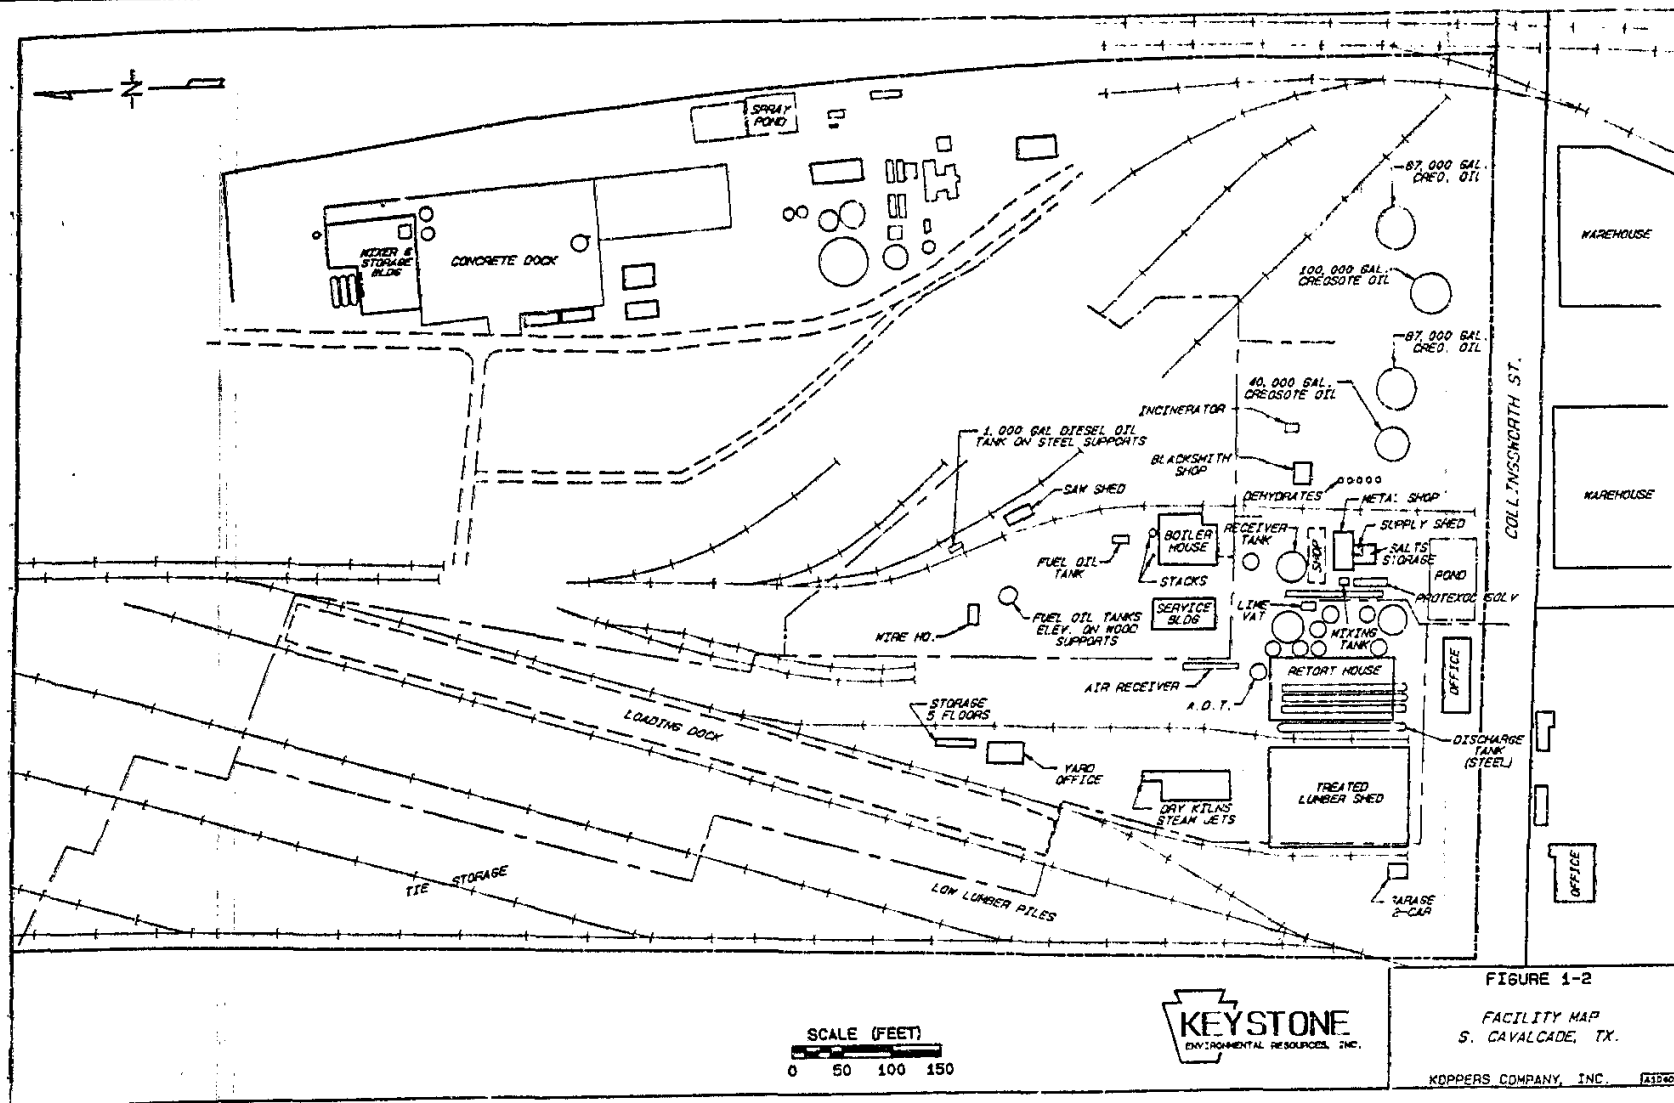 N
SPRAY
POND
MIXER &
STORAGE
BLDG
CONCRETE DOCK
CREO. OIL
WAREHOUSE
100,000 GAL.
CREOSOTE OIL
87,000 GAL.
CREO. OIL
40,000 GAL.
CREOSOTE OIL
INCINERATOR
COLLINGSWORTH ST.
1,000 GAL DIESEL OIL
TANK ON STEEL SUPPORTS
BLACKSMITH
SHOP
SAW SHED
DEHYDRATES
METAL SHOP
WAREHOUSE
SUPPLY SHED
BOILER
HOUSE
RECEIVER
TANK
SHOP
SALTS
STORAGE
FUEL OIL
TANK
STACKS
POND
PROTEXOL SOLV
LIME
VAT
SERVICE
BLDG
FUEL OIL TANKS
ELEV. ON WOOD
SUPPORTS
WIRE HO.
MIXING
TANK
RETORT HOUSE
OFFICE
AIR RECEIVER
A.O.T.
STORAGE
5 FLOORS
LOADING DOCK
DISCHARGE
TANK
(STEEL)
YARD
OFFICE
TREATED
LUMBER SHED
DRY KILNS
STEAM JETS
TIE STORAGE
LOW LUMBER PILES
GARAGE
2-CAR
OFFICE
FIGURE 1-2
FACILITY MAP
S. CAVALCADE, TX.
KOPPERS COMPANY, INC.
KEYSTONE
ENVIRONMENTAL RESOURCES, INC.
SCALE (FEET)
0 50 100 150